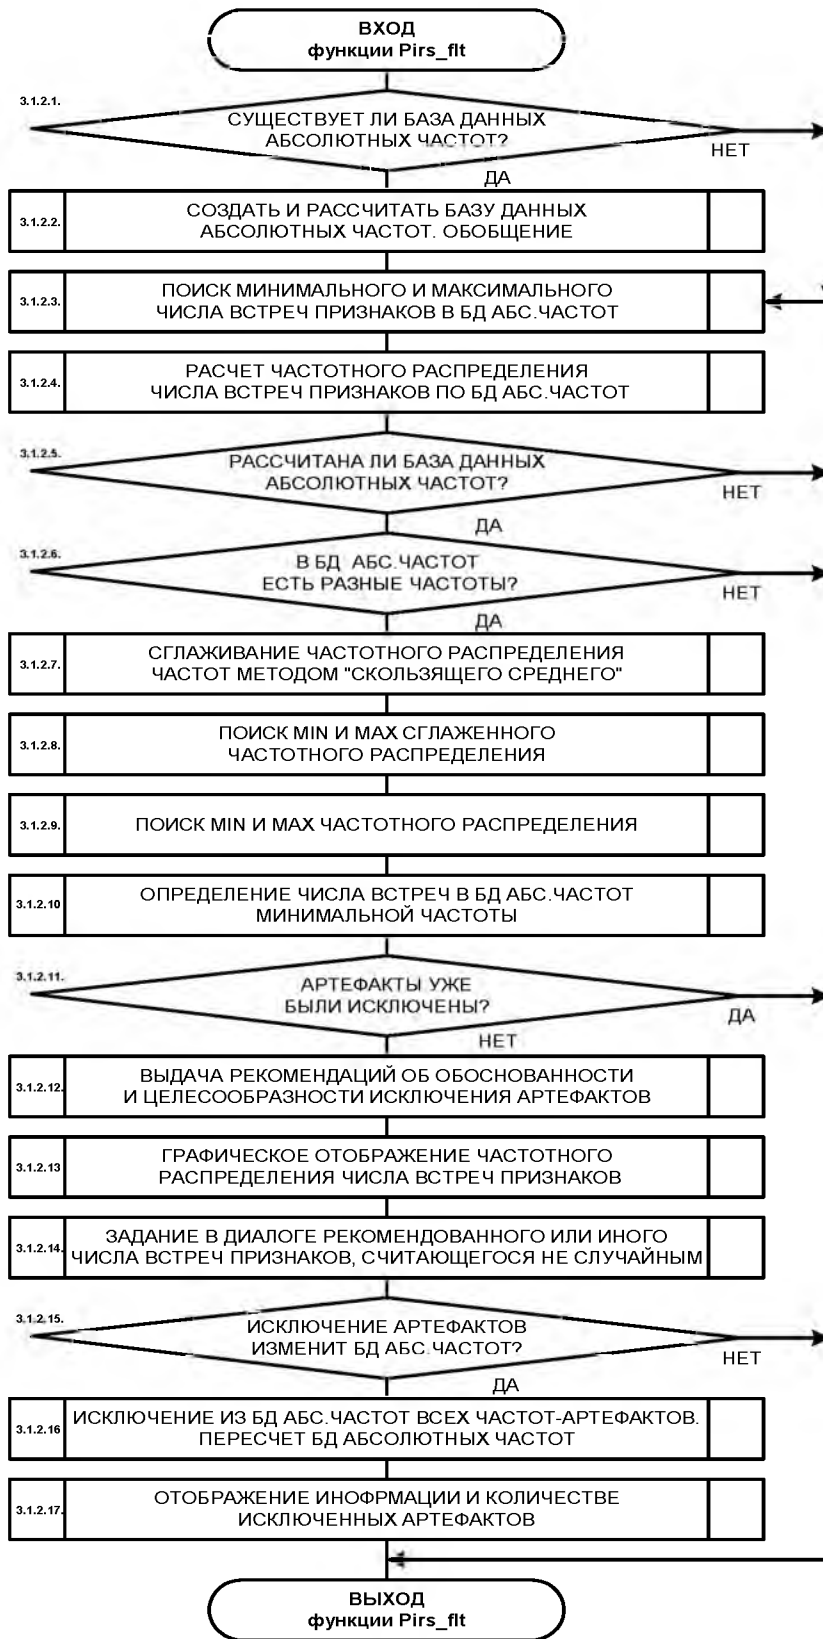 ВХОД
функции Pirs_flt
3.1.2.1.
СУЩЕСТВУЕТ ЛИ БАЗА ДАННЫХ
АБСОЛЮТНЫХ ЧАСТОТ?
НЕТ
ДА
3.1.2.2.
СОЗДАТЬ И РАССЧИТАТЬ БАЗУ ДАННЫХ
АБСОЛЮТНЫХ ЧАСТОТ. ОБОБЩЕНИЕ
3.1.2.3.
ПОИСК МИНИМАЛЬНОГО И МАКСИМАЛЬНОГО
ЧИСЛА ВСТРЕЧ ПРИЗНАКОВ В БД АБС.ЧАСТОТ
3.1.2.4.
РАСЧЕТ ЧАСТОТНОГО РАСПРЕДЕЛЕНИЯ
ЧИСЛА ВСТРЕЧ ПРИЗНАКОВ ПО БД АБС.ЧАСТОТ
3.1.2.5.
РАССЧИТАНА ЛИ БАЗА ДАННЫХ
АБСОЛЮТНЫХ ЧАСТОТ?
НЕТ
ДА
3.1.2.6.
В БД АБС.ЧАСТОТ
ЕСТЬ РАЗНЫЕ ЧАСТОТЫ?
НЕТ
ДА
3.1.2.7.
СГЛАЖИВАНИЕ ЧАСТОТНОГО РАСПРЕДЕЛЕНИЯ
ЧАСТОТ МЕТОДОМ "СКОЛЬЗЯЩЕГО СРЕДНЕГО"
3.1.2.8.
ПОИСК MIN И MAX СГЛАЖЕННОГО
ЧАСТОТНОГО РАСПРЕДЕЛЕНИЯ
3.1.2.9.
ПОИСК MIN И MAX ЧАСТОТНОГО РАСПРЕДЕЛЕНИЯ
3.1.2.10
ОПРЕДЕЛЕНИЕ ЧИСЛА ВСТРЕЧ В БД АБС.ЧАСТОТ
МИНИМАЛЬНОЙ ЧАСТОТЫ
3.1.2.11.
АРТЕФАКТЫ УЖЕ
БЫЛИ ИСКЛЮЧЕНЫ?
ДА
НЕТ
3.1.2.12.
ВЫДАЧА РЕКОМЕНДАЦИЙ ОБ ОБОСНОВАННОСТИ
И ЦЕЛЕСООБРАЗНОСТИ ИСКЛЮЧЕНИЯ АРТЕФАКТОВ
3.1.2.13
ГРАФИЧЕСКОЕ ОТОБРАЖЕНИЕ ЧАСТОТНОГО
РАСПРЕДЕЛЕНИЯ ЧИСЛА ВСТРЕЧ ПРИЗНАКОВ
3.1.2.14.
ЗАДАНИЕ В ДИАЛОГЕ РЕКОМЕНДОВАННОГО ИЛИ ИНОГО
ЧИСЛА ВСТРЕЧ ПРИЗНАКОВ, СЧИТАЮЩЕГОСЯ НЕ СЛУЧАЙНЫМ
3.1.2.15.
ИСКЛЮЧЕНИЕ АРТЕФАКТОВ
ИЗМЕНИТ БД АБС.ЧАСТОТ?
НЕТ
ДА
3.1.2.16
ИСКЛЮЧЕНИЕ ИЗ БД АБС.ЧАСТОТ ВСЕХ ЧАСТОТ-АРТЕФАКТОВ.
ПЕРЕСЧЕТ БД АБСОЛЮТНЫХ ЧАСТОТ
3.1.2.17.
ОТОБРАЖЕНИЕ ИНОФРМАЦИИ И КОЛИЧЕСТВЕ
ИСКЛЮЧЕННЫХ АРТЕФАКТОВ
ВЫХОД
функции Pirs_flt